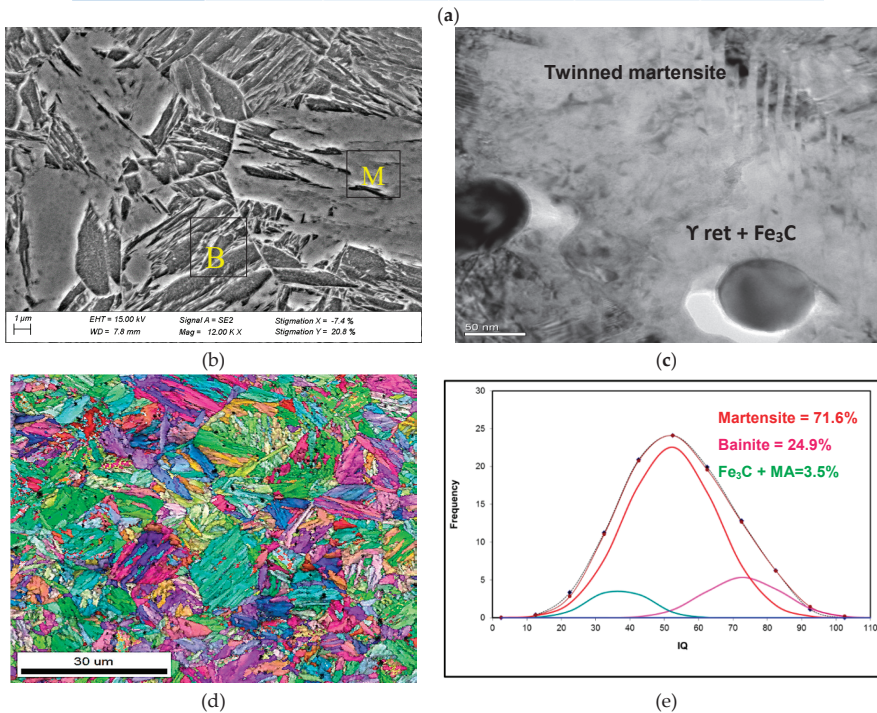 (a)
M
B
1 µm
EHT = 15.00 kV Signal A = SE2 Stigmation X = -7.4 %
WD = 7.8 mm Mag = 12.00 K X Stigmation Y = 20.8 %
(b)
Twinned martensite
ϒ ret + Fe₃C
50 nm
(c)
30 um
(d)
30
25
20
15
10
5
0
Frequency
0 10 20 30 40 50 60 70 80 90 100 110
IQ
Martensite = 71.6%
Bainite = 24.9%
Fe₃C + MA=3.5%
(e)